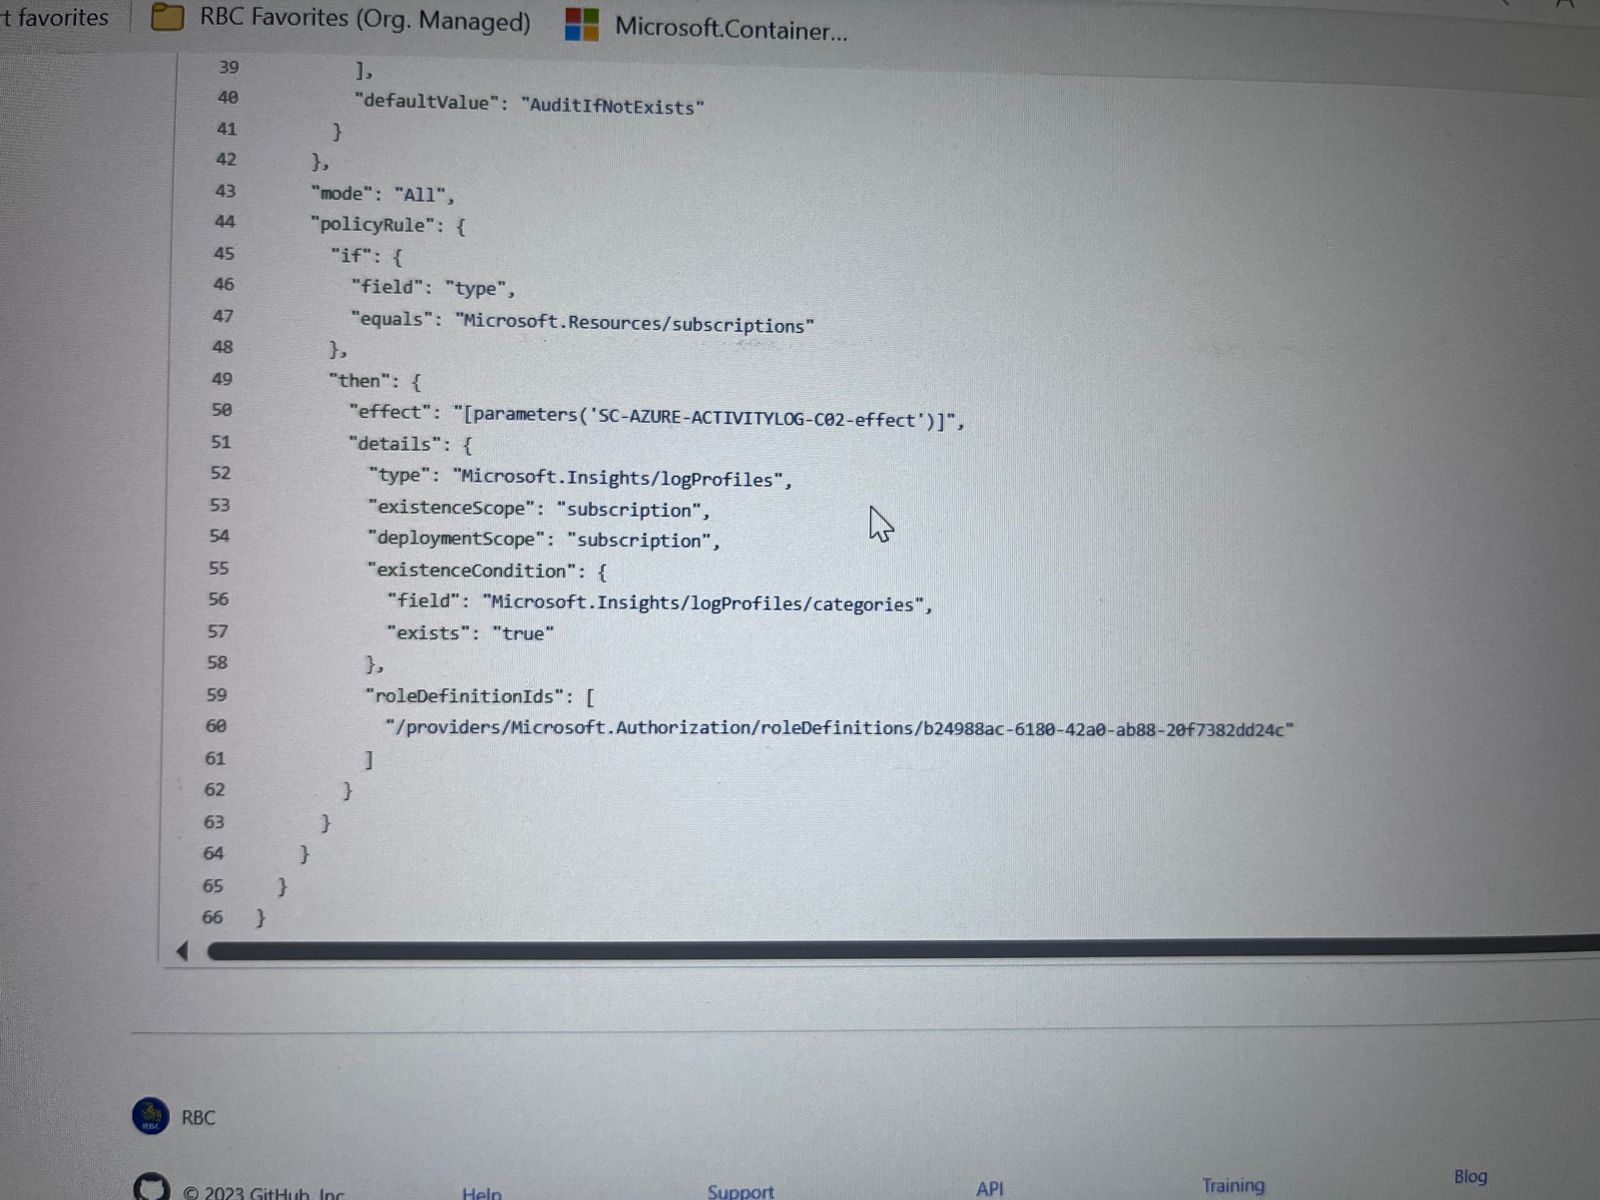 t favorites
RBC Favorites (Org. Managed)
Microsoft.Container...
39 ],
40 "defaultValue": "AuditIfNotExists"
41 }
42 },
43 "mode": "All",
44 "policyRule": {
45 "if": {
46 "field": "type",
47 "equals": "Microsoft.Resources/subscriptions"
48 },
49 "then": {
50 "effect": "[parameters('SC-AZURE-ACTIVITYLOG-C02-effect')]",
51 "details": {
52 "type": "Microsoft.Insights/logProfiles",
53 "existenceScope": "subscription",
54 "deploymentScope": "subscription",
55 "existenceCondition": {
56 "field": "Microsoft.Insights/logProfiles/categories",
57 "exists": "true"
58 },
59 "roleDefinitionIds": [
60 "/providers/Microsoft.Authorization/roleDefinitions/b24988ac-6180-42a0-ab88-20f7382dd24c"
61 ]
62 }
63 }
64 }
65 }
66 }
RBC
RBC
© 2023 GitHub, Inc.
Help
Support
API
Training
Blog